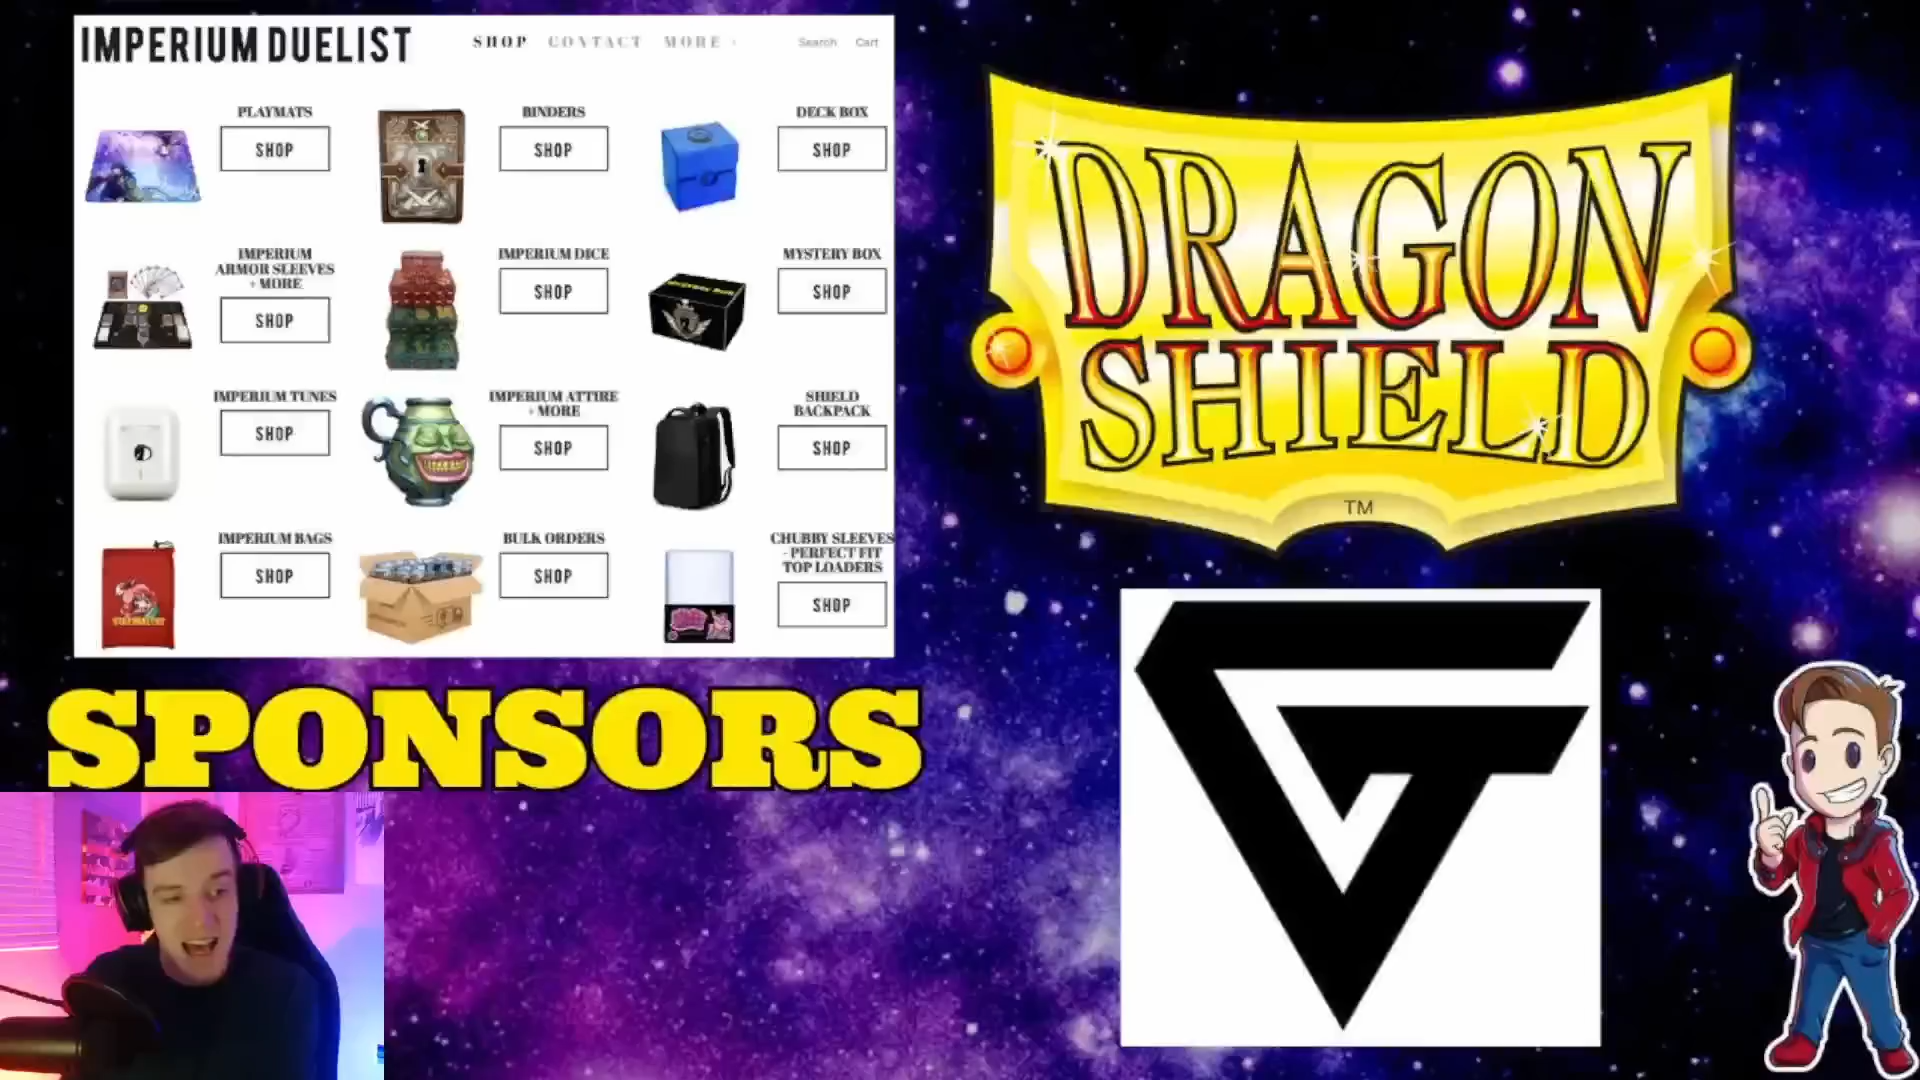 IMPERIUM DUELIST
SHOP CONTACT MORE
Search Cart
PLAYMATS
SHOP
BINDERS
SHOP
DECK BOX
SHOP
IMPERIUM
ARMOR SLEEVES
+ MORE
SHOP
IMPERIUM DICE
SHOP
MYSTERY BOX
SHOP
IMPERIUM TUNES
SHOP
IMPERIUM ATTIRE
+ MORE
SHOP
SHIELD
BACKPACK
SHOP
IMPERIUM BAGS
SHOP
BULK ORDERS
SHOP
CHUBBY SLEEVES
- PERFECT FIT
TOP LOADERS
SHOP
SPONSORS
DRAGON
SHIELD
TM